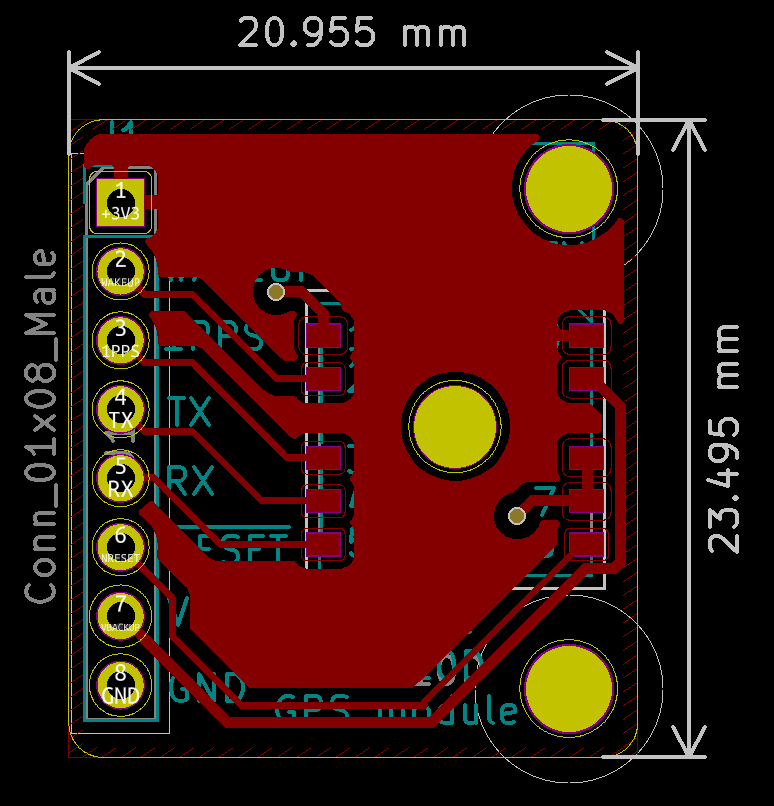 20.955 mm
23.495 mm
Conn_01x08_Male
J1
1
+3V3
2
WAKEUP
3
1PPS
1PPS
4
TX
TX
5
RX
RX
6
NRESET
7
VBACKUP
V
8
GND
GND
7
GPS module